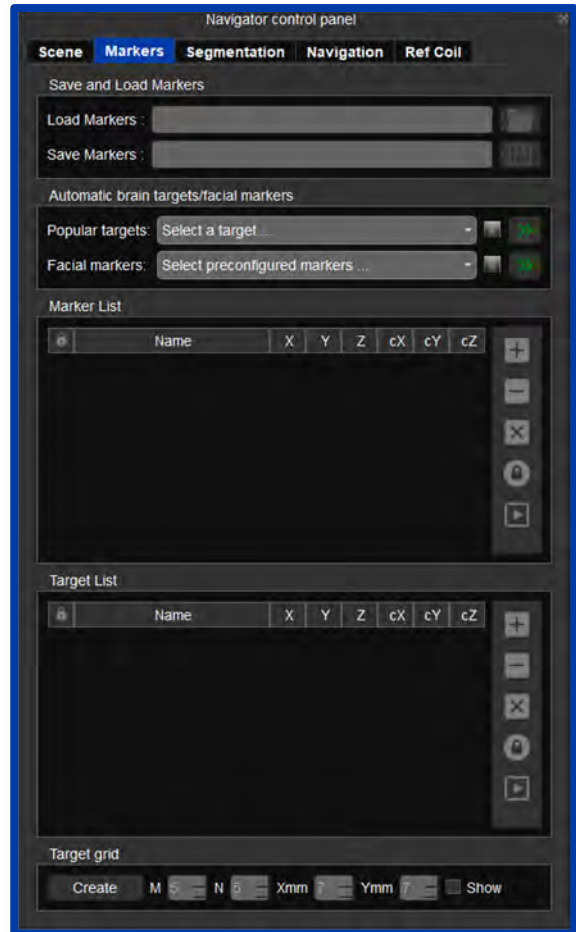 Navigator control panel
Scene Markers Segmentation Navigation Ref Coil
Save and Load Markers
Load Markers :
Save Markers :
Automatic brain targets/facial markers
Popular targets: Select a target ...
Facial markers: Select preconfigured markers ...
Marker List
Name X Y Z cX cY cZ
Target List
Name X Y Z cX cY cZ
Target grid
Create M 5 N 5 Xmm 7 Ymm 7 Show